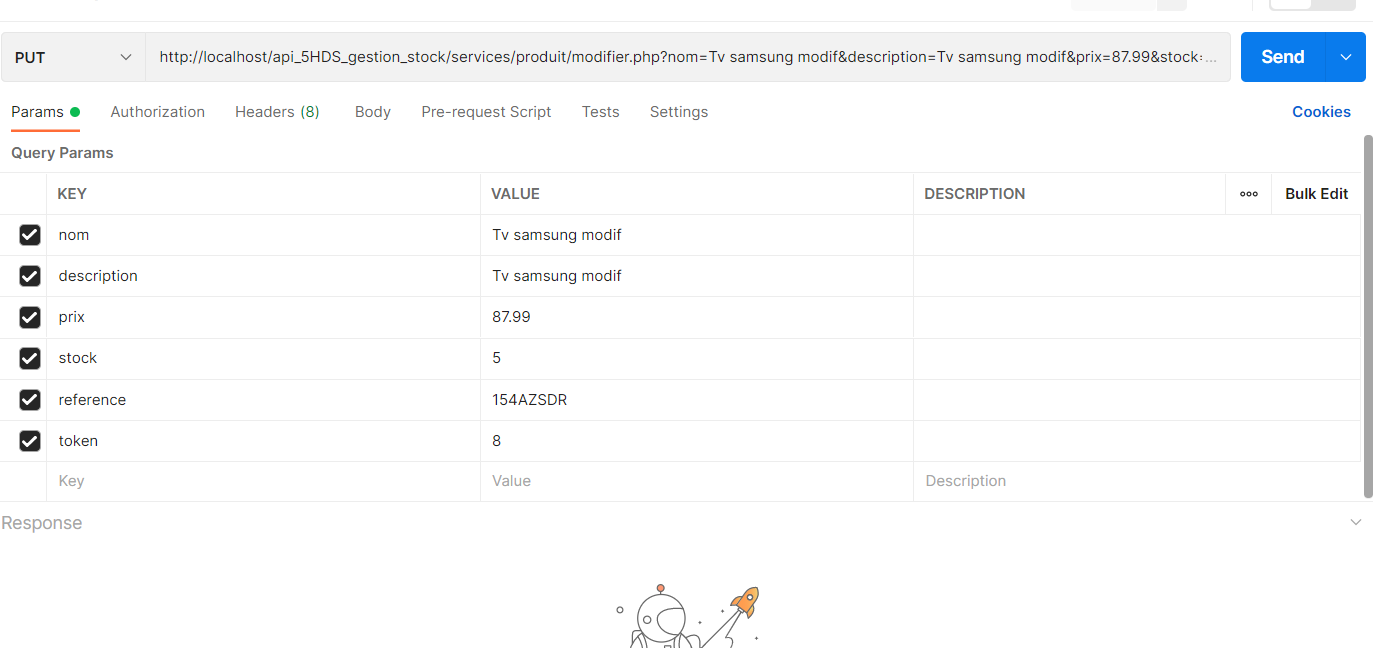 PUT http://localhost/api_5HDS_gestion_stock/services/produit/modifier.php?nom=Tv samsung modif&description=Tv samsung modif&prix=87.99&stock=... Send
Params Authorization Headers (8) Body Pre-request Script Tests Settings Cookies
Query Params
KEY VALUE DESCRIPTION ooo Bulk Edit
nom Tv samsung modif
description Tv samsung modif
prix 87.99
stock 5
reference 154AZSDR
token 8
Key Value Description
Response